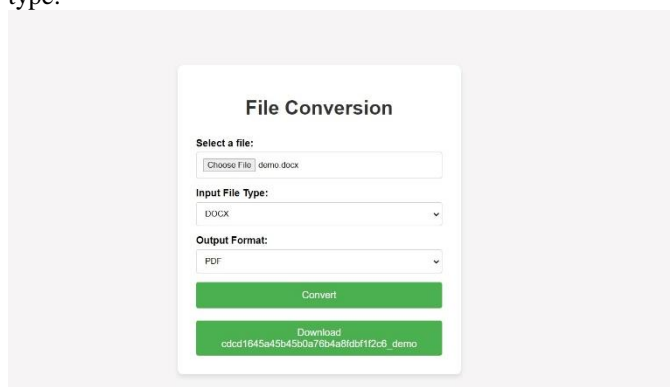 type.
File Conversion
Select a file:
Choose File demo.docx
Input File Type:
DOCX
Output Format:
PDF
Convert
Download
cdcd1645a45b45b0a76b4a8fdbf1f2c6_demo